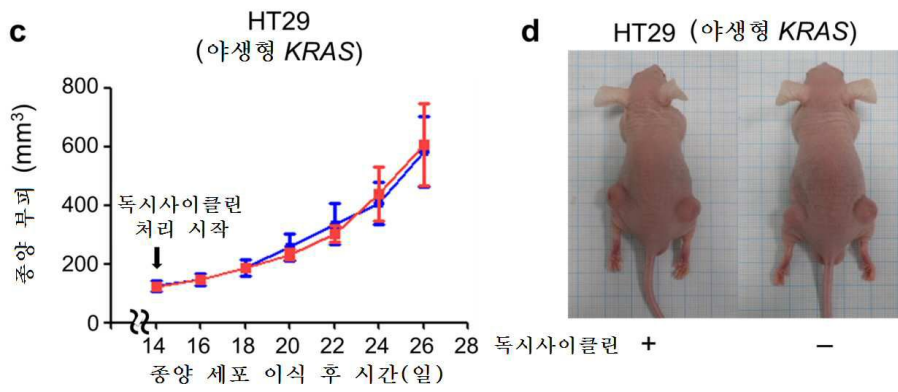 c
HT29
(야생형 KRAS)
종양 부피 (mm³)
800
600
400
200
0
독시사이클린
처리 시작
14 16 18 20 22 24 26 28
종양 세포 이식 후 시간(일)
d
HT29 (야생형 KRAS)
독시사이클린 + −